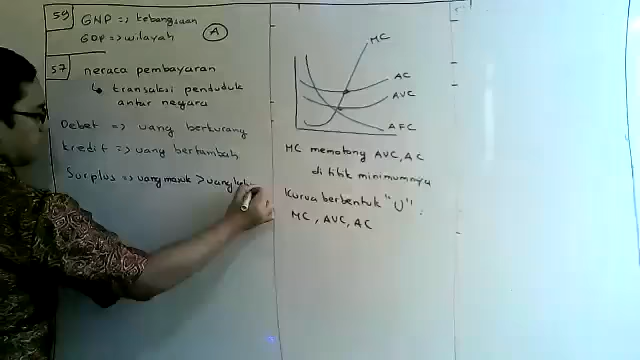 59 GNP => kebangsaan
GDP => wilayah
A
57 neraca pembayaran
↳ transaksi penduduk
antar negara
Debet => uang berkurang
kredit => uang bertambah
Surplus => uang masuk > uang
MC
AC
AVC
AFC
MC memotong AVC, AC
di titik minimumnya
Kurva berbentuk "U" :
MC, AVC, AC